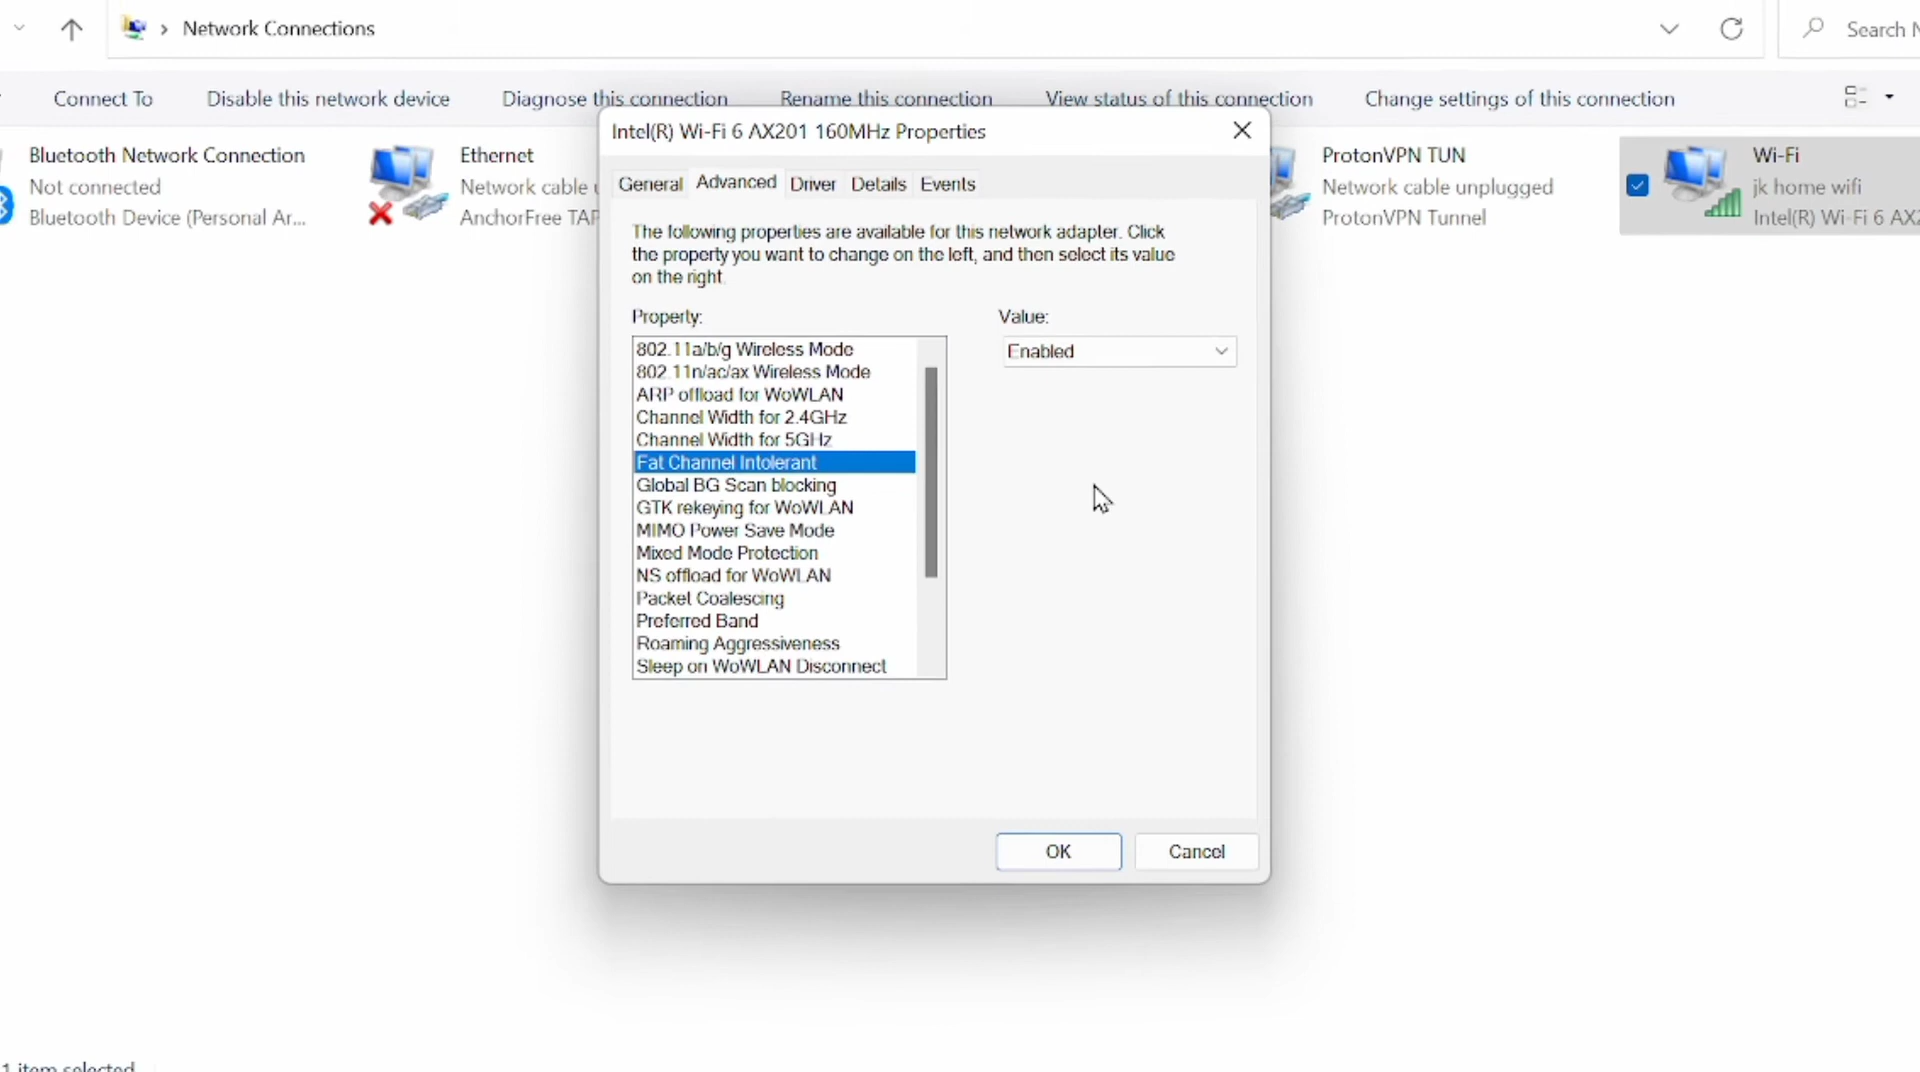 Network Connections
Search
Connect To
Disable this network device
Diagnose this connection
Rename this connection
View status of this connection
Change settings of this connection
Bluetooth Network Connection
Not connected
Bluetooth Device (Personal Ar...
Ethernet
Network cable
AnchorFree TAP
ProtonVPN TUN
Network cable unplugged
ProtonVPN Tunnel
Wi-Fi
jk home wifi
Intel(R) Wi-Fi 6 AX2
Intel(R) Wi-Fi 6 AX201 160MHz Properties
General
Advanced
Driver
Details
Events
The following properties are available for this network adapter. Click
the property you want to change on the left, and then select its value
on the right.
Property:
Value:
802.11a/b/g Wireless Mode
802.11n/ac/ax Wireless Mode
ARP offload for WoWLAN
Channel Width for 2.4GHz
Channel Width for 5GHz
Fat Channel Intolerant
Global BG Scan blocking
GTK rekeying for WoWLAN
MIMO Power Save Mode
Mixed Mode Protection
NS offload for WoWLAN
Packet Coalescing
Preferred Band
Roaming Aggressiveness
Sleep on WoWLAN Disconnect
Enabled
OK
Cancel
1 item selected